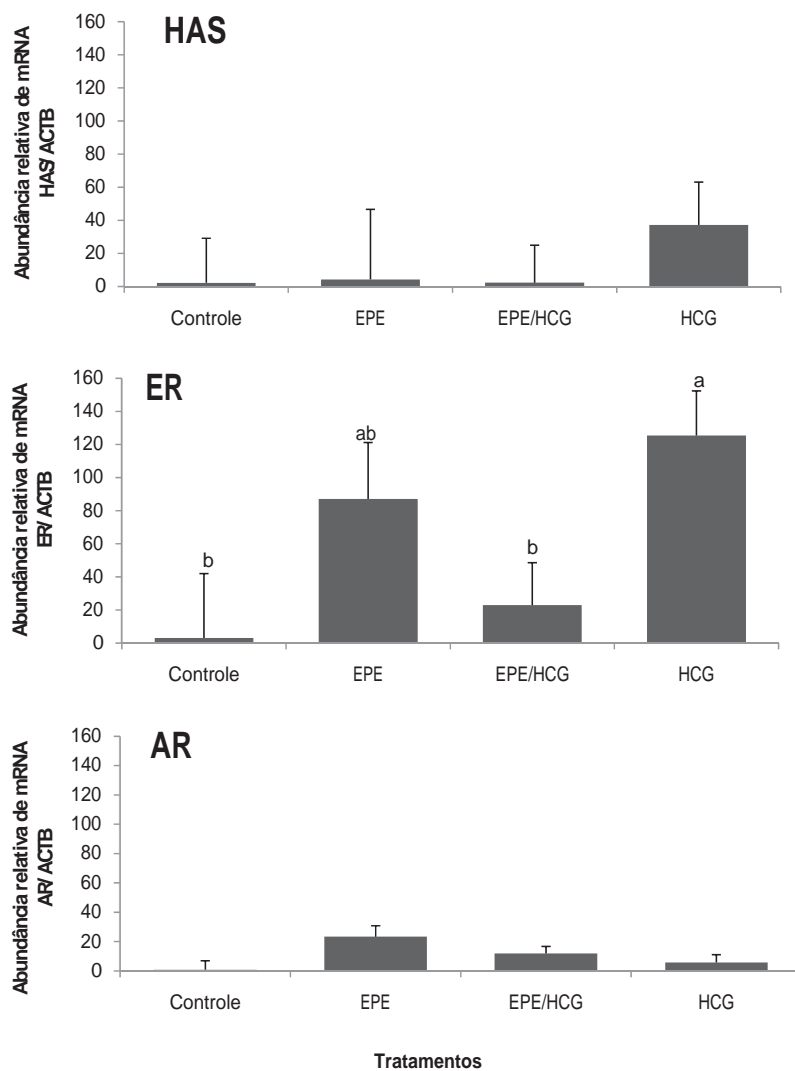 HAS
Abundância relativa de mRNA
HAS/ ACTB
160
140
120
100
80
60
40
20
0
Controle EPE EPE/HCG HCG
ER
Abundância relativa de mRNA
ER/ ACTB
160
140
120
100
80
60
40
20
0
b ab b a
Controle EPE EPE/HCG HCG
AR
Abundância relativa de mRNA
AR/ ACTB
160
140
120
100
80
60
40
20
0
Controle EPE EPE/HCG HCG
Tratamentos